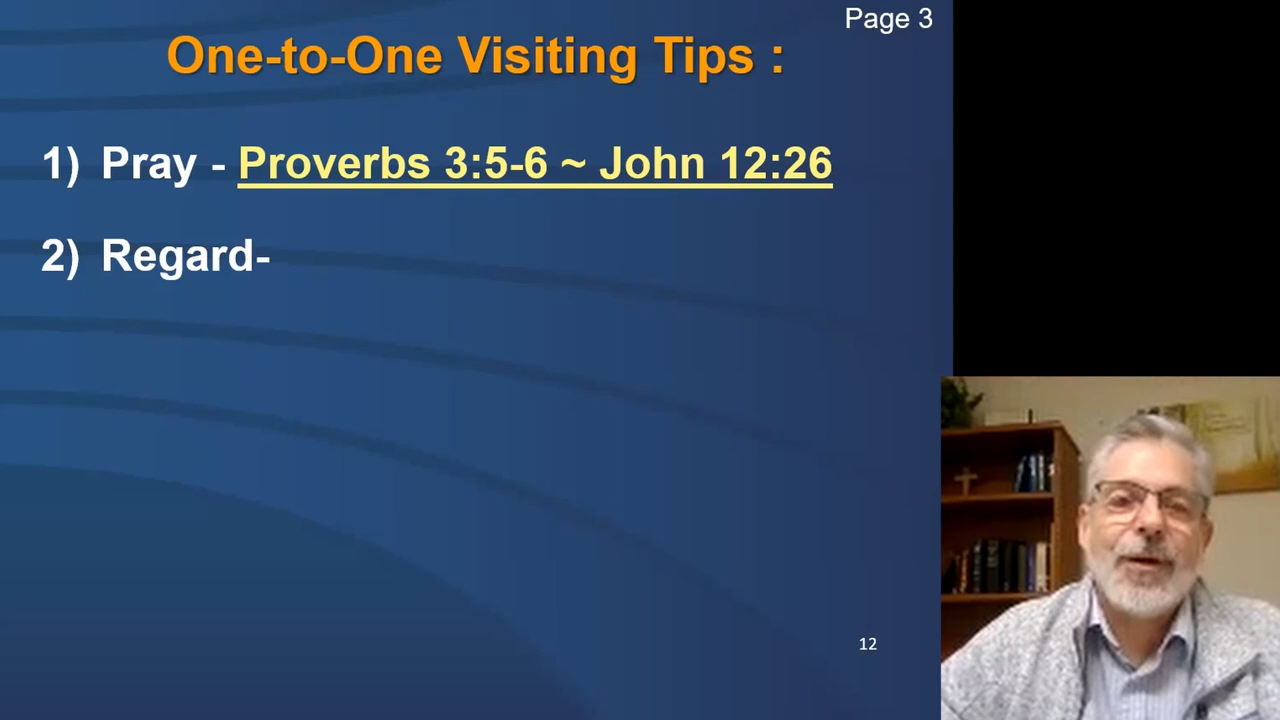 Page 3
One-to-One Visiting Tips :
1) Pray - Proverbs 3:5-6 ~ John 12:26
2) Regard-
12